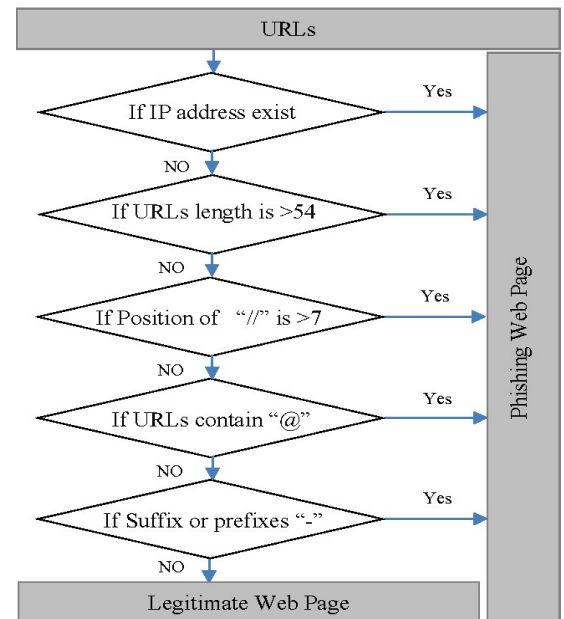 URLs
If IP address exist
Yes
NO
If URLs length is >54
Yes
NO
If Position of “//” is >7
Yes
NO
If URLs contain “@”
Yes
NO
If Suffix or prefixes “-”
Yes
NO
Legitimate Web Page
Phishing Web Page